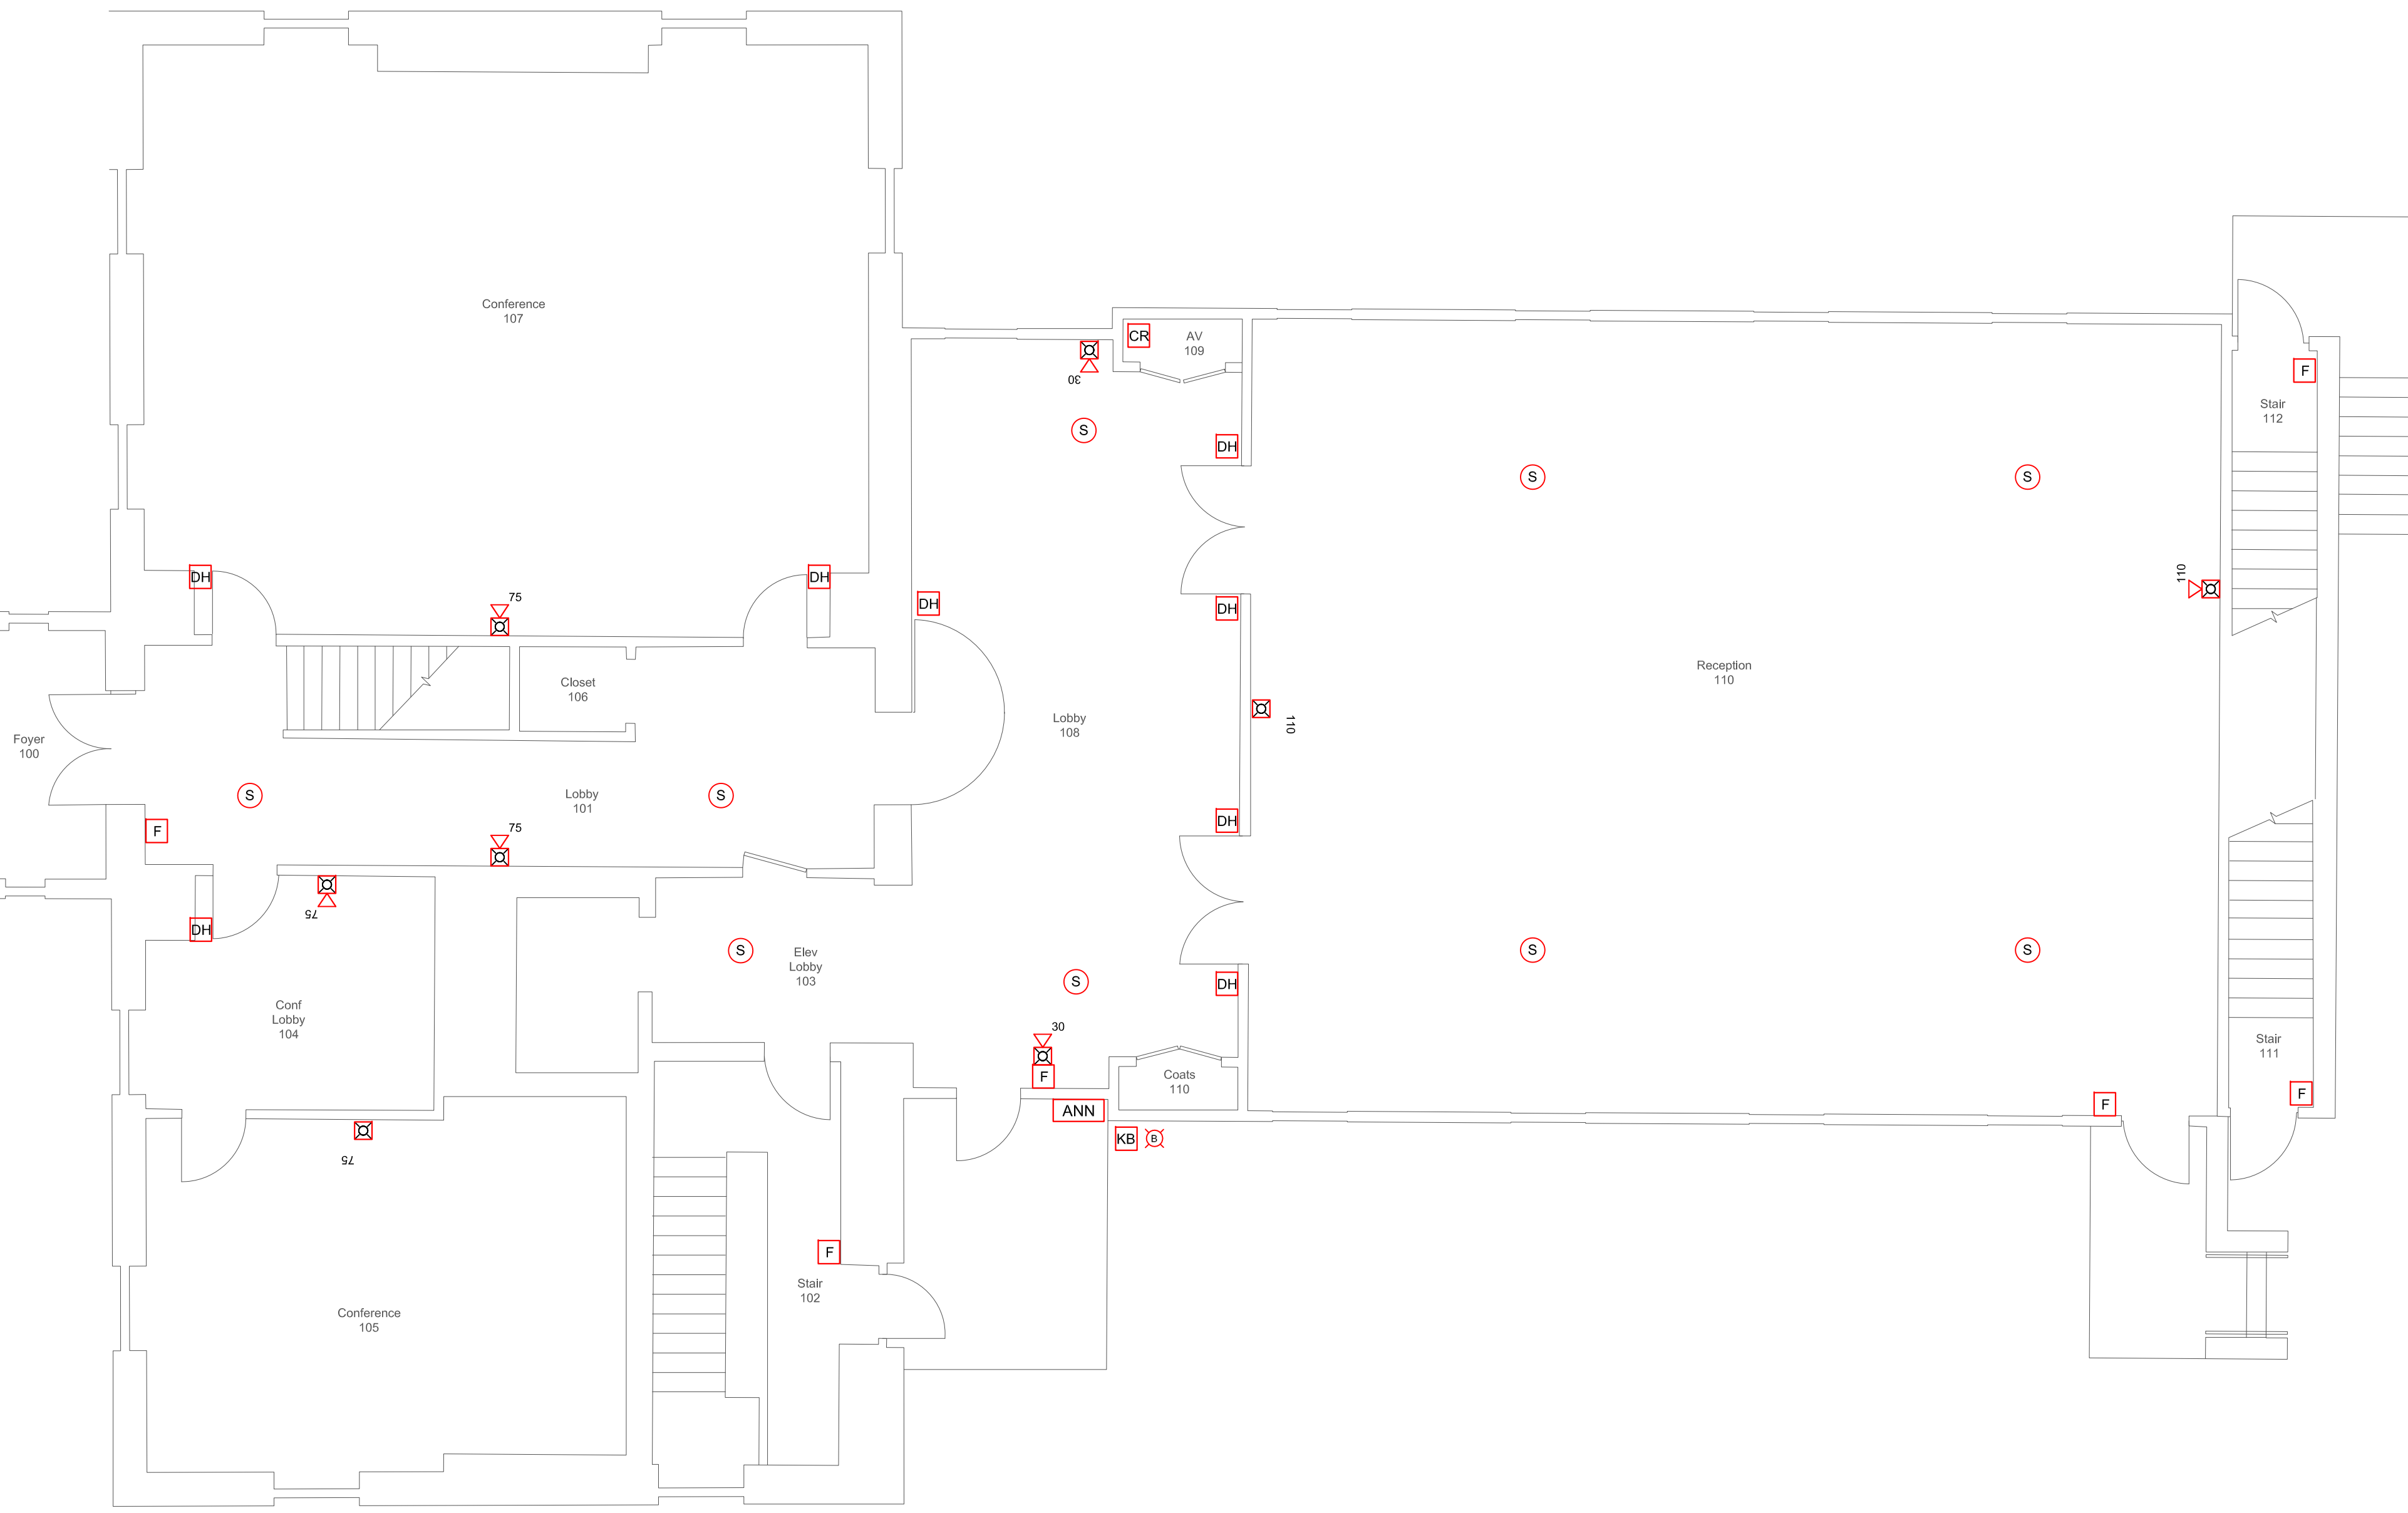 Conference
107
CR
AV
109
30
F
S
DH
Stair
112
S
S
DH
DH
75
110
DH
DH
Reception
110
Closet
106
Lobby
108
110
Foyer
100
S
Lobby
101
S
F
75
DH
75
DH
S
Elev
Lobby
103
S
S
S
DH
Conf
Lobby
104
30
F
Coats
110
Stair
111
F
F
ANN
75
KB
B
F
Stair
102
Conference
105